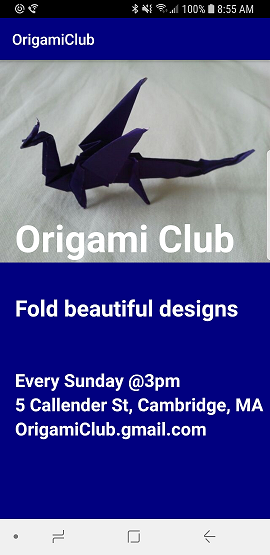 100% 8:55 AM
OrigamiClub
Origami Club
Fold beautiful designs
Every Sunday @3pm
5 Callender St, Cambridge, MA
OrigamiClub.gmail.com